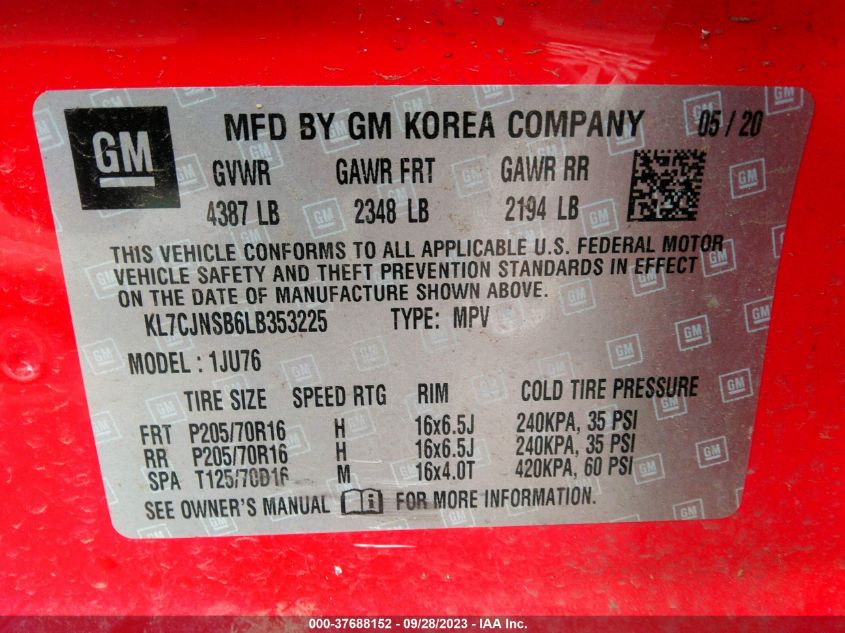 GM MFD BY GM KOREA COMPANY 05/20
GVWR GAWR FRT GAWR RR
4387 LB 2348 LB 2194 LB
THIS VEHICLE CONFORMS TO ALL APPLICABLE U.S. FEDERAL MOTOR
VEHICLE SAFETY AND THEFT PREVENTION STANDARDS IN EFFECT
ON THE DATE OF MANUFACTURE SHOWN ABOVE.
KL7CJNSB6LB353225 TYPE: MPV
MODEL: 1JU76
TIRE SIZE SPEED RTG RIM COLD TIRE PRESSURE
FRT P205/70R16 H 16x6.5J 240KPA, 35 PSI
RR P205/70R16 H 16x6.5J 240KPA, 35 PSI
SPA T125/70D16 M 16x4.0T 420KPA, 60 PSI
SEE OWNER'S MANUAL i FOR MORE INFORMATION.
000-37688152 - 09/28/2023 - IAA Inc.